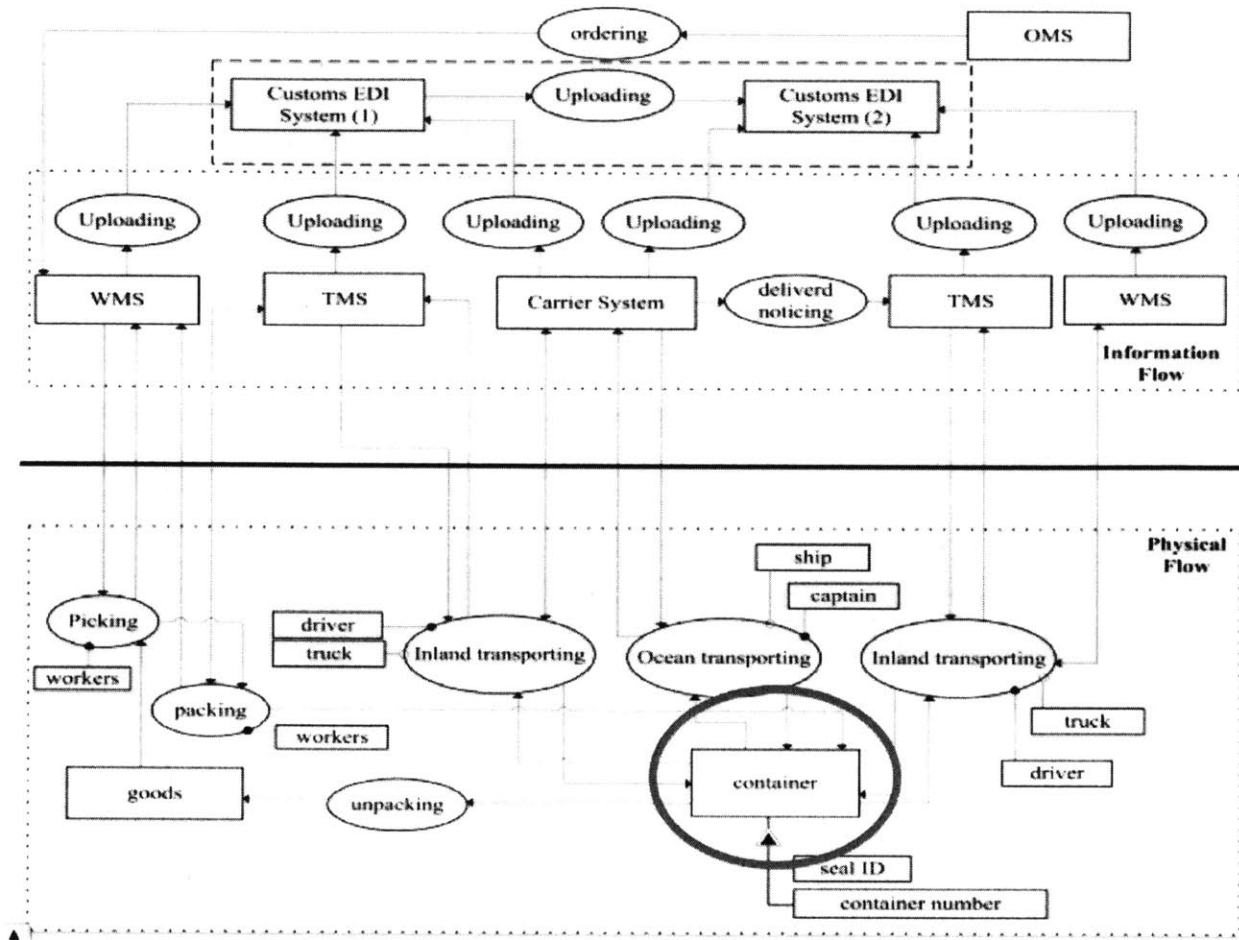 ordering
OMS
Customs EDI
System (1)
Uploading
Customs EDI
System (2)
Uploading
Uploading
Uploading
Uploading
Uploading
Uploading
WMS
TMS
Carrier System
deliverd
noticing
TMS
WMS
Information
Flow
Physical
Flow
ship
captain
Picking
driver
truck
Inland transporting
Ocean transporting
Inland transporting
workers
packing
workers
truck
driver
goods
unpacking
container
seal ID
container number